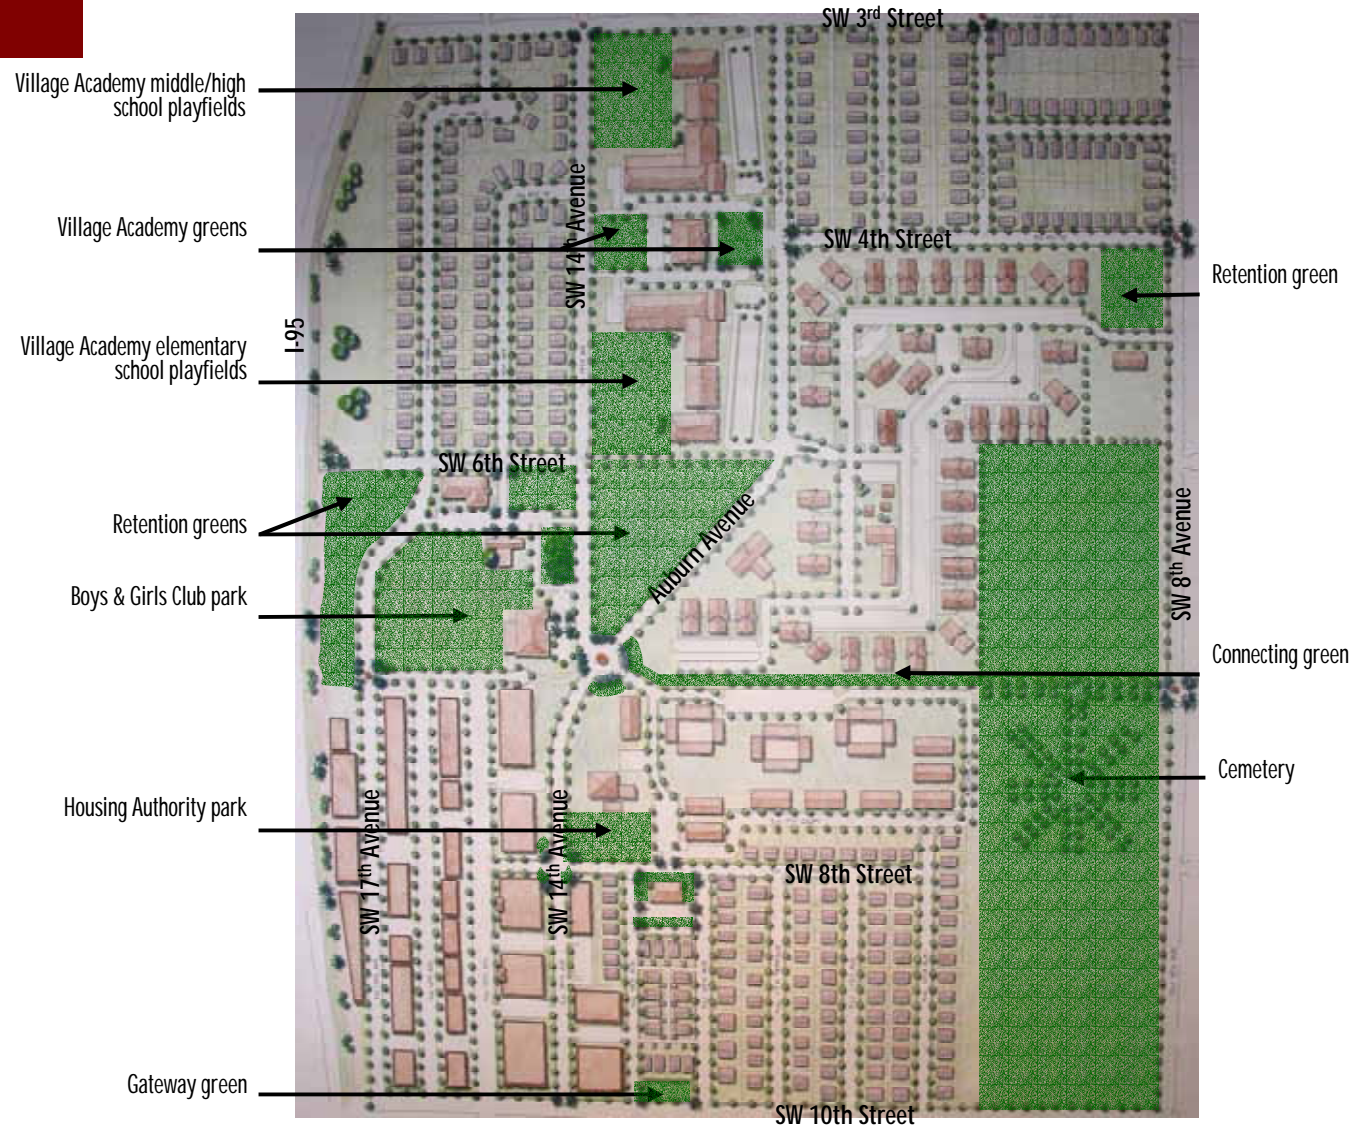 SW 3rd Street
Village Academy middle/high
school playfields
SW 14th Avenue
Village Academy greens
SW 4th Street
Retention green
I-95
Village Academy elementary
school playfields
SW 6th Street
Auburn Avenue
SW 8th Avenue
Retention greens
Boys & Girls Club park
Connecting green
Cemetery
Housing Authority park
SW 17th Avenue
SW 14th Avenue
SW 8th Street
Gateway green
SW 10th Street